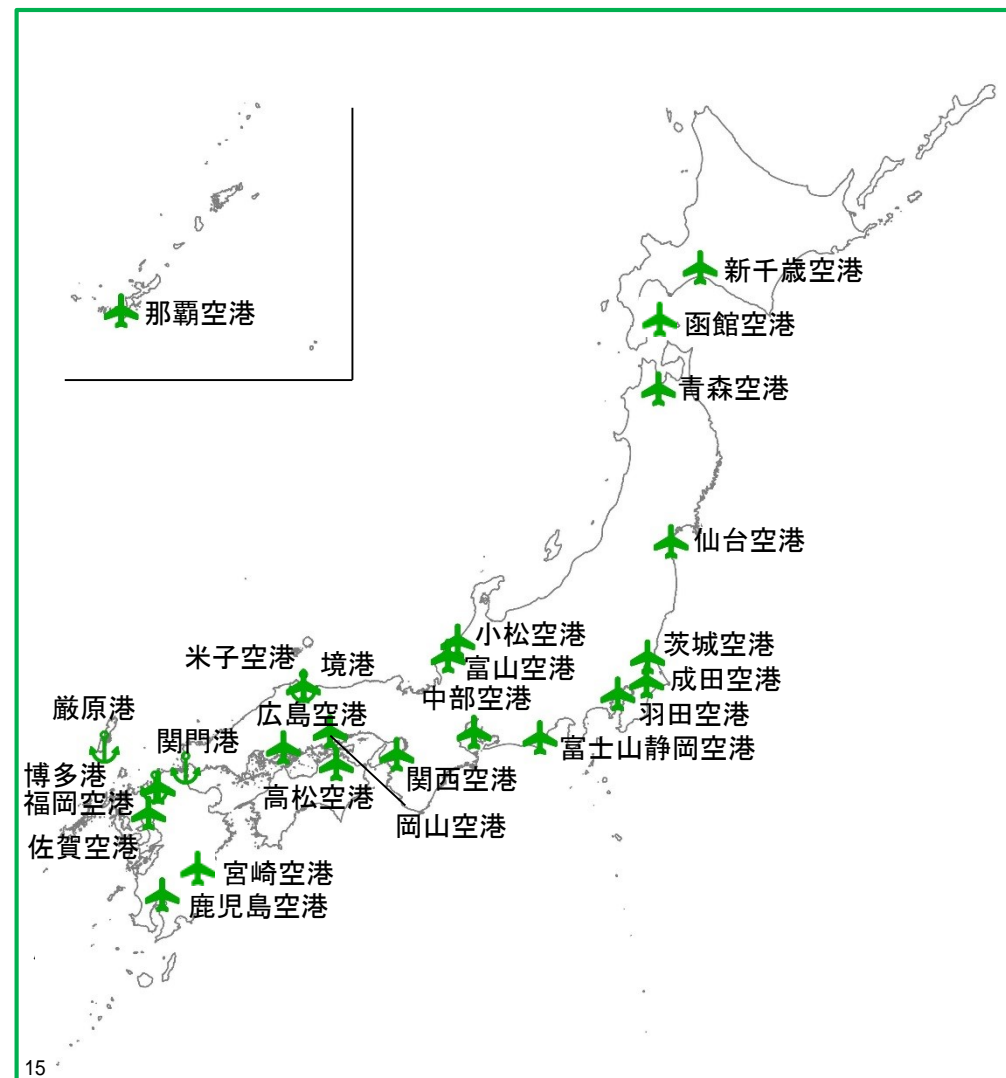 新千歳空港
那覇空港
函館空港
青森空港
仙台空港
小松空港
茨城空港
米子空港
境港
富山空港
成田空港
中部空港
厳原港
広島空港
羽田空港
関門港
富士山静岡空港
博多港
関西空港
福岡空港
高松空港
岡山空港
佐賀空港
宮崎空港
鹿児島空港
15